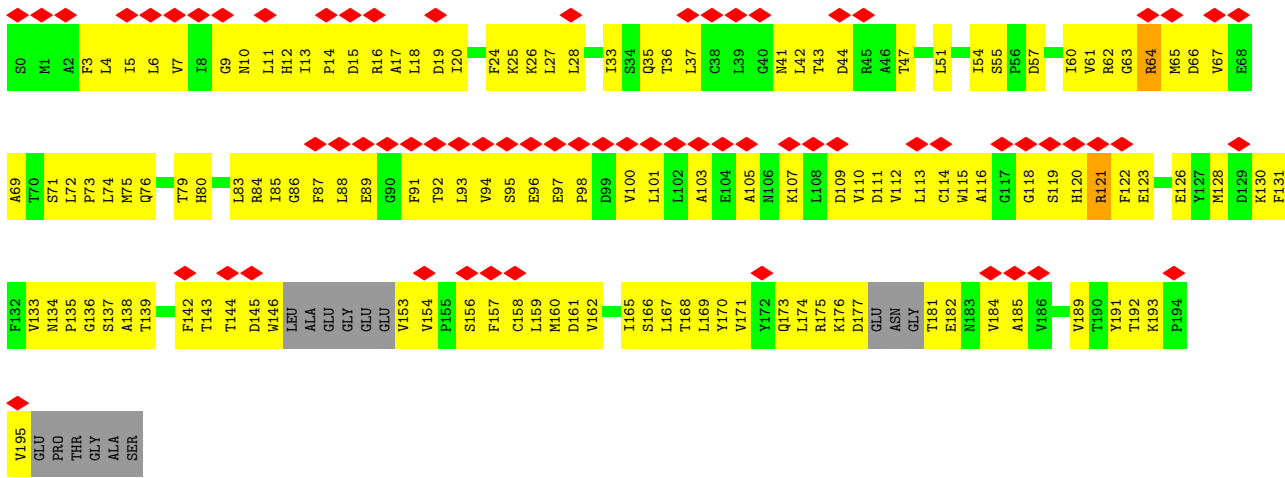 S0 M1 A2 F3 L4 I5 L6 V7 I8 G9 N10 L11 H12 I13 P14 D15 R16 A17 L18 D19 I20 F24 K25 K26 L27 L28 I33 S34 Q35 T36 L37 C38 L39 G40 N41 L42 T43 D44 R45 A46 T47 L51 I54 S55 P56 D57 I60 V61 R62 G63 R64 M65 D66 V67 E68
A69 T70 S71 L72 P73 L74 M75 Q76 T79 H80 L83 R84 I85 G86 F87 L88 E89 G90 F91 T92 L93 V94 S95 E96 E97 P98 D99 V100 L101 L102 A103 E104 A105 N106 K107 L108 D109 V110 D111 V112 L113 C114 W115 A116 G117 G118 S119 H120 R121 F122 E123 E126 Y127 M128 D129 K130 F131
F132 V133 N134 P135 G136 S137 A138 T139 F142 T143 T144 D145 W146 LEU ALA GLU GLY GLU GLU V153 V154 P155 S156 F157 C158 L159 M160 D161 V162 I165 S166 L167 T168 L169 Y170 V171 Y172 Q173 L174 R175 K176 D177 GLU ASN GLY T181 E182 N183 V184 A185 V186 V189 T190 Y191 T192 K193 P194
V195 GLU PRO THR GLY ALA SER